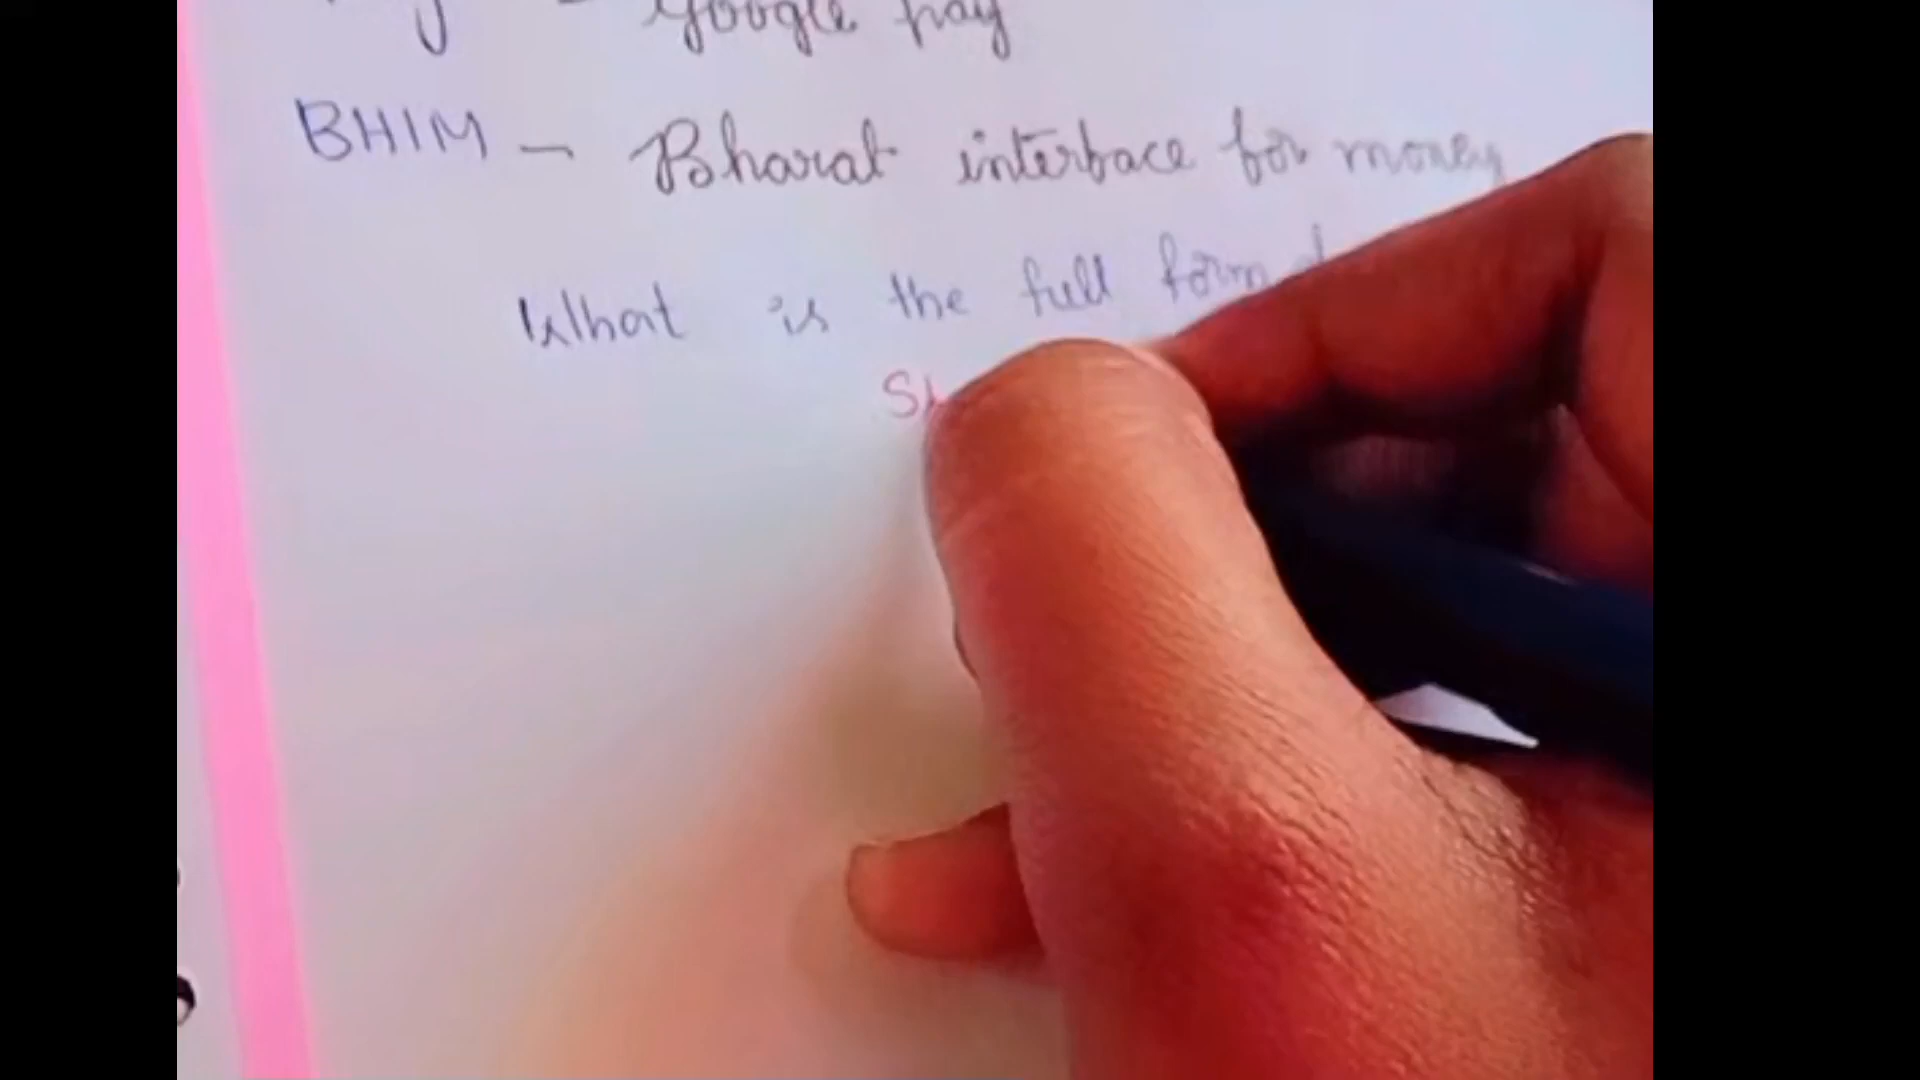 Google pay
BHIM - Bharat interface for money
What is the full form